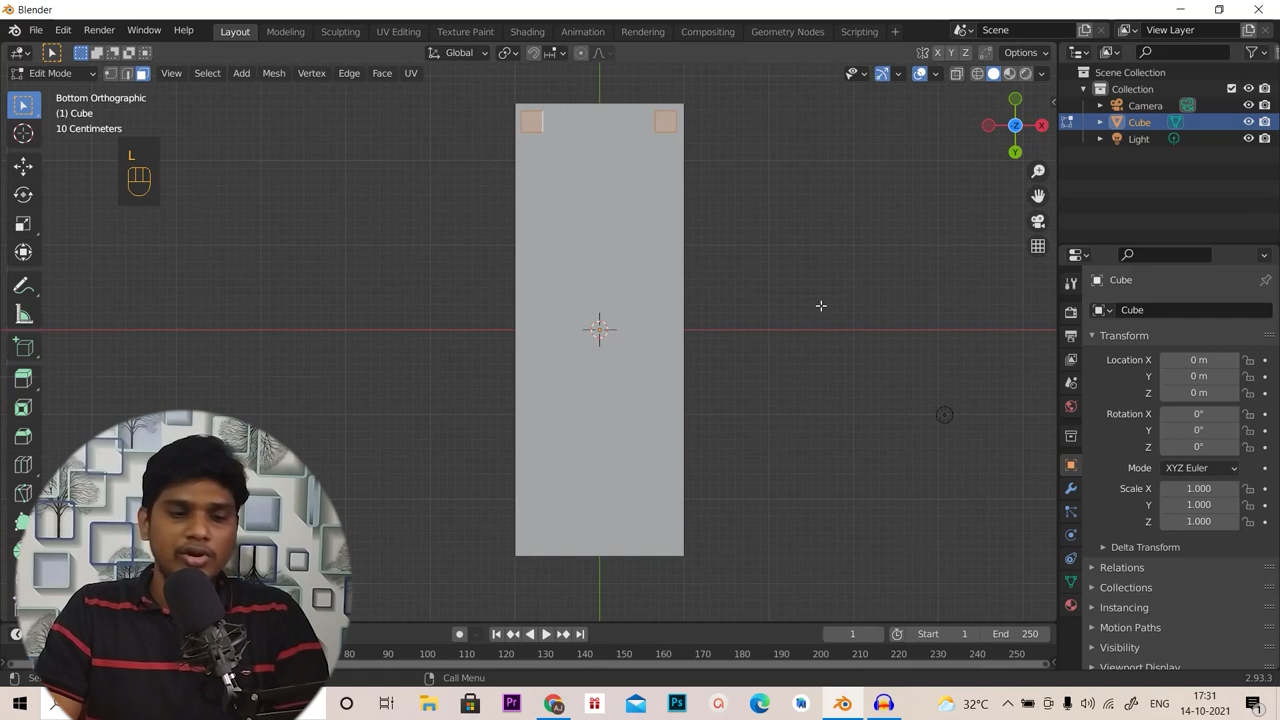 Blender
File Edit Render Window Help
Layout Modeling Sculpting UV Editing Texture Paint Shading Animation Rendering Compositing Geometry Nodes Scripting +
Scene
View Layer
Global
X Y Z
Options
Edit Mode
View Select Add Mesh Vertex Edge Face UV
Bottom Orthographic
(1) Cube
10 Centimeters
L
-Z
X
Y
Scene Collection
Collection
Camera
Cube
Light
Cube
Cube
Transform
Location X 0 m
Y 0 m
Z 0 m
Rotation X 0°
Y 0°
Z 0°
Mode XYZ Euler
Scale X 1.000
Y 1.000
Z 1.000
Delta Transform
Relations
Collections
Instancing
Motion Paths
Visibility
Viewport Display
1
Start 1
End 250
80 90 100 110 120 130 140 150 160 170 180 190 200 210 220 230 240 250
Call Menu
2.93.3
Pr
Ps
32°C
ENG
17:31
14-10-2021